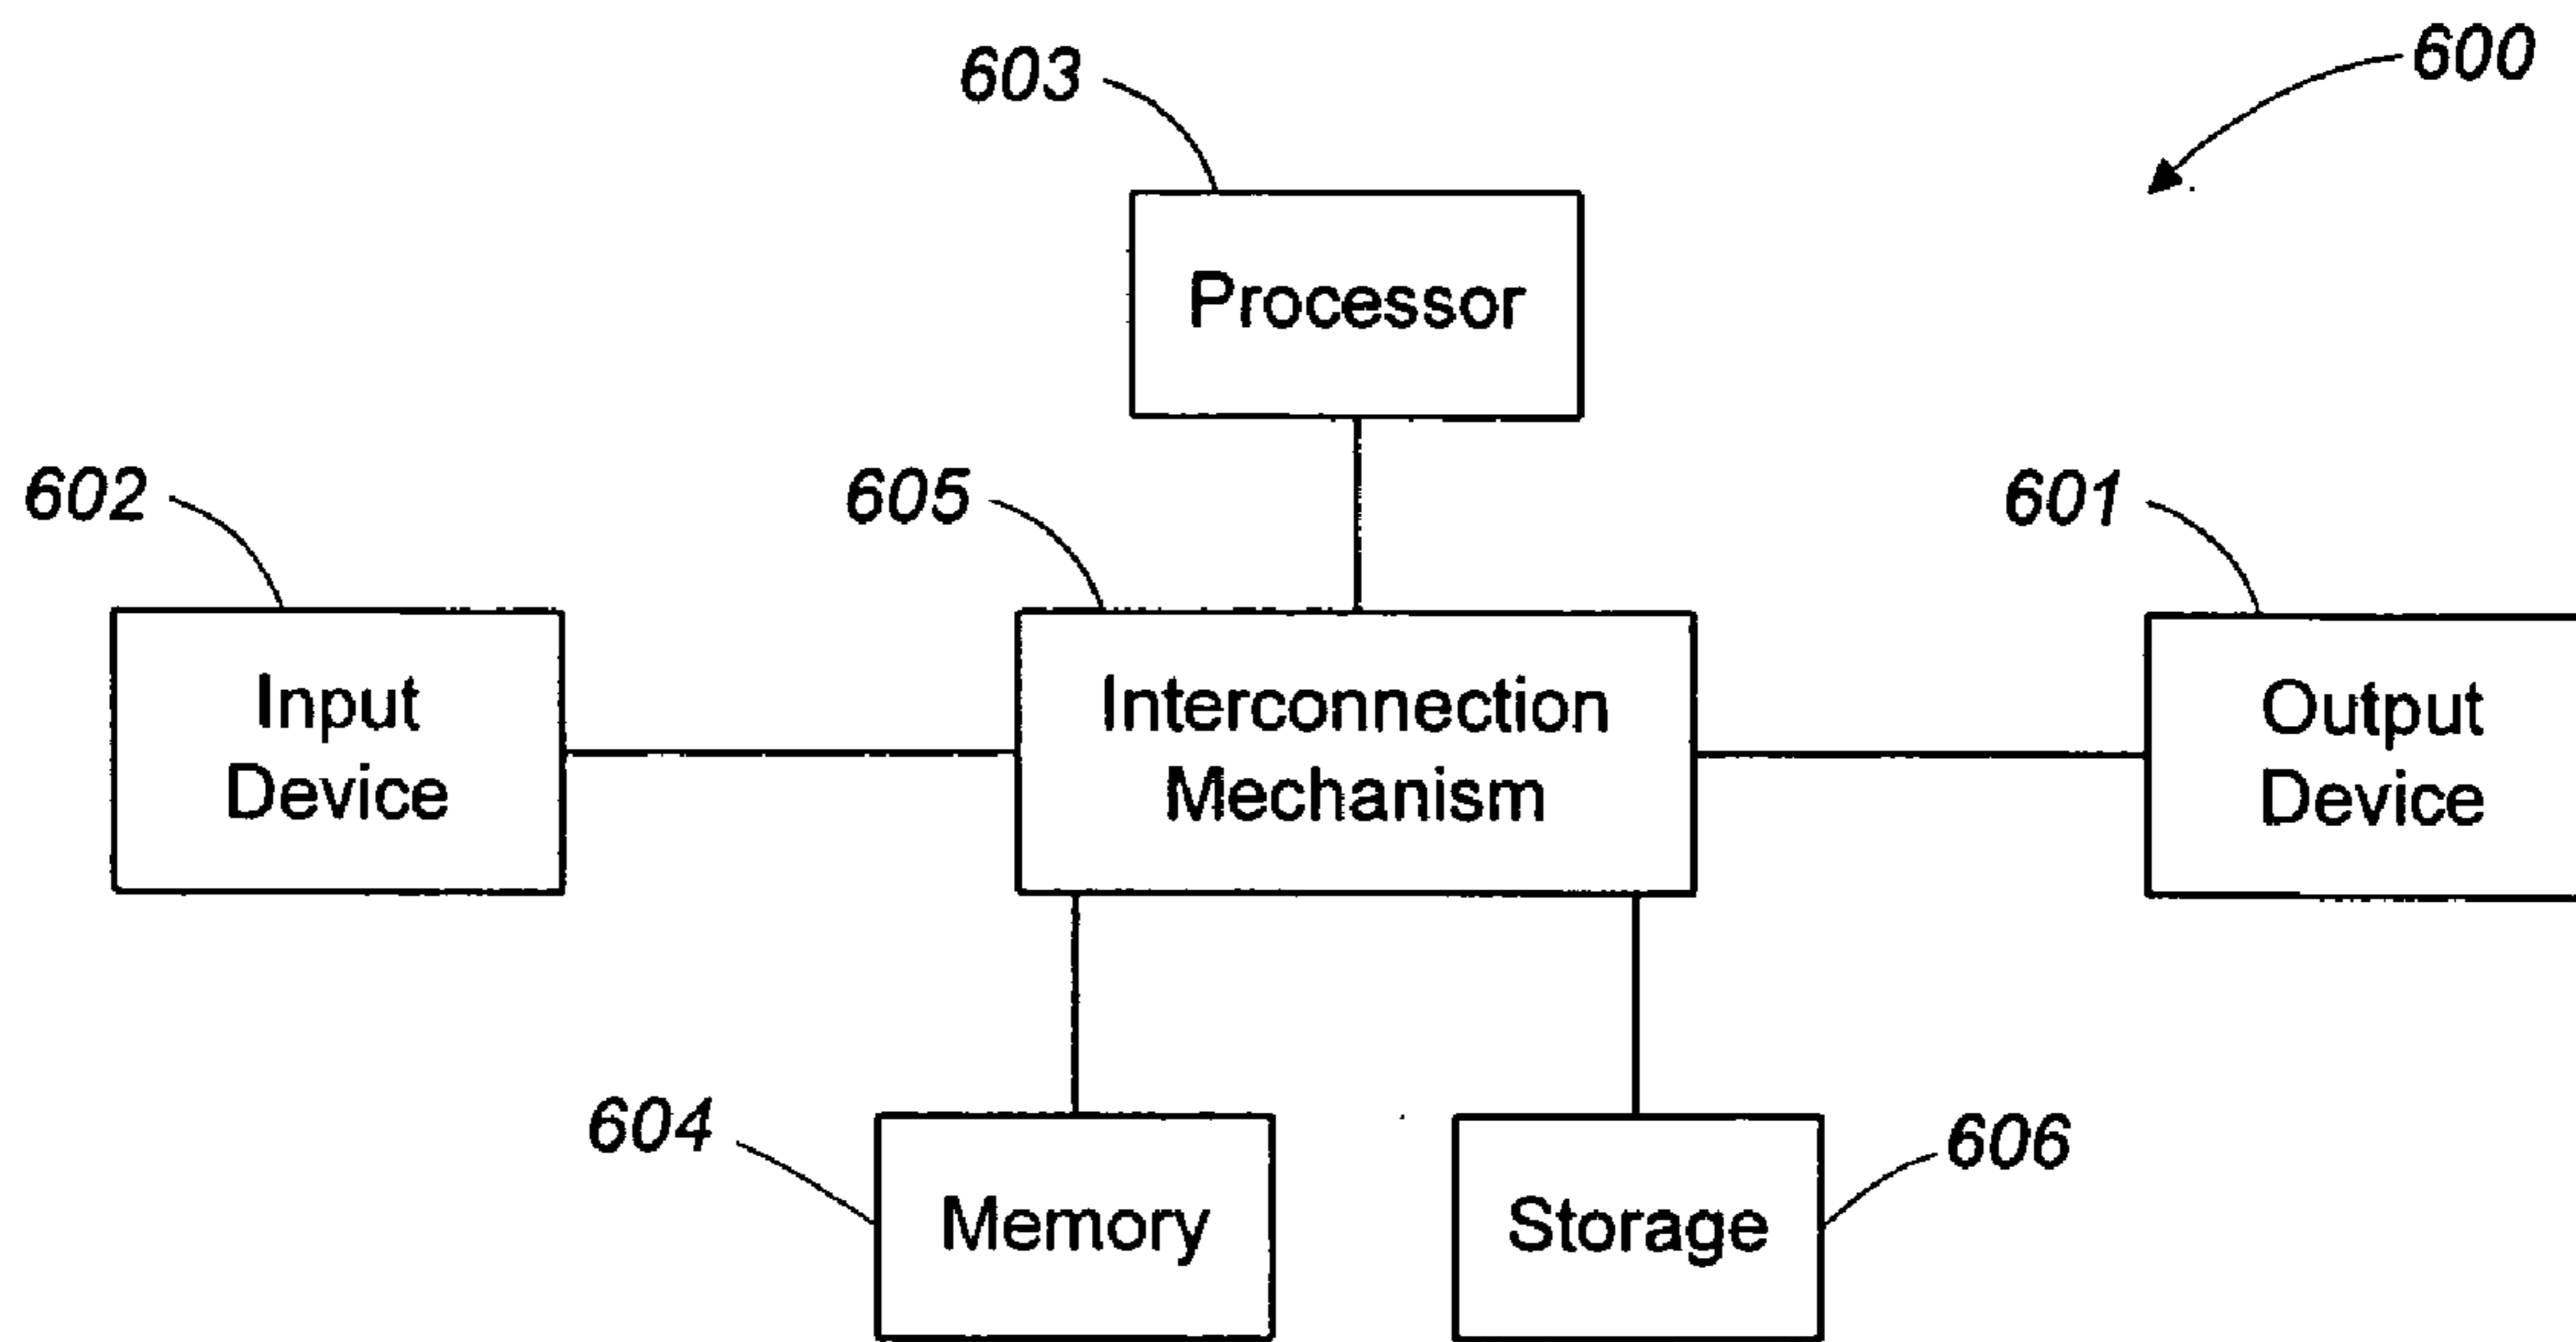 600
603
Processor
602
605
601
Input
Device
Interconnection
Mechanism
Output
Device
604
606
Memory
Storage